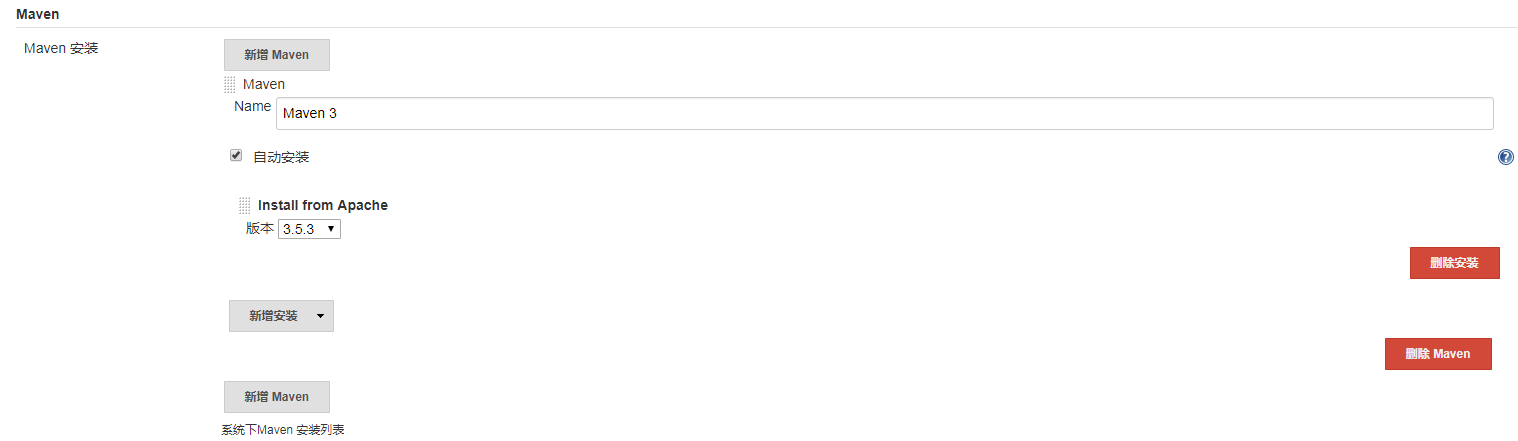 Maven
Maven 安装
新增 Maven
Maven
Name Maven 3
自动安装
Install from Apache
版本 3.5.3
删除安装
新增安装
删除 Maven
新增 Maven
系统下Maven 安装列表